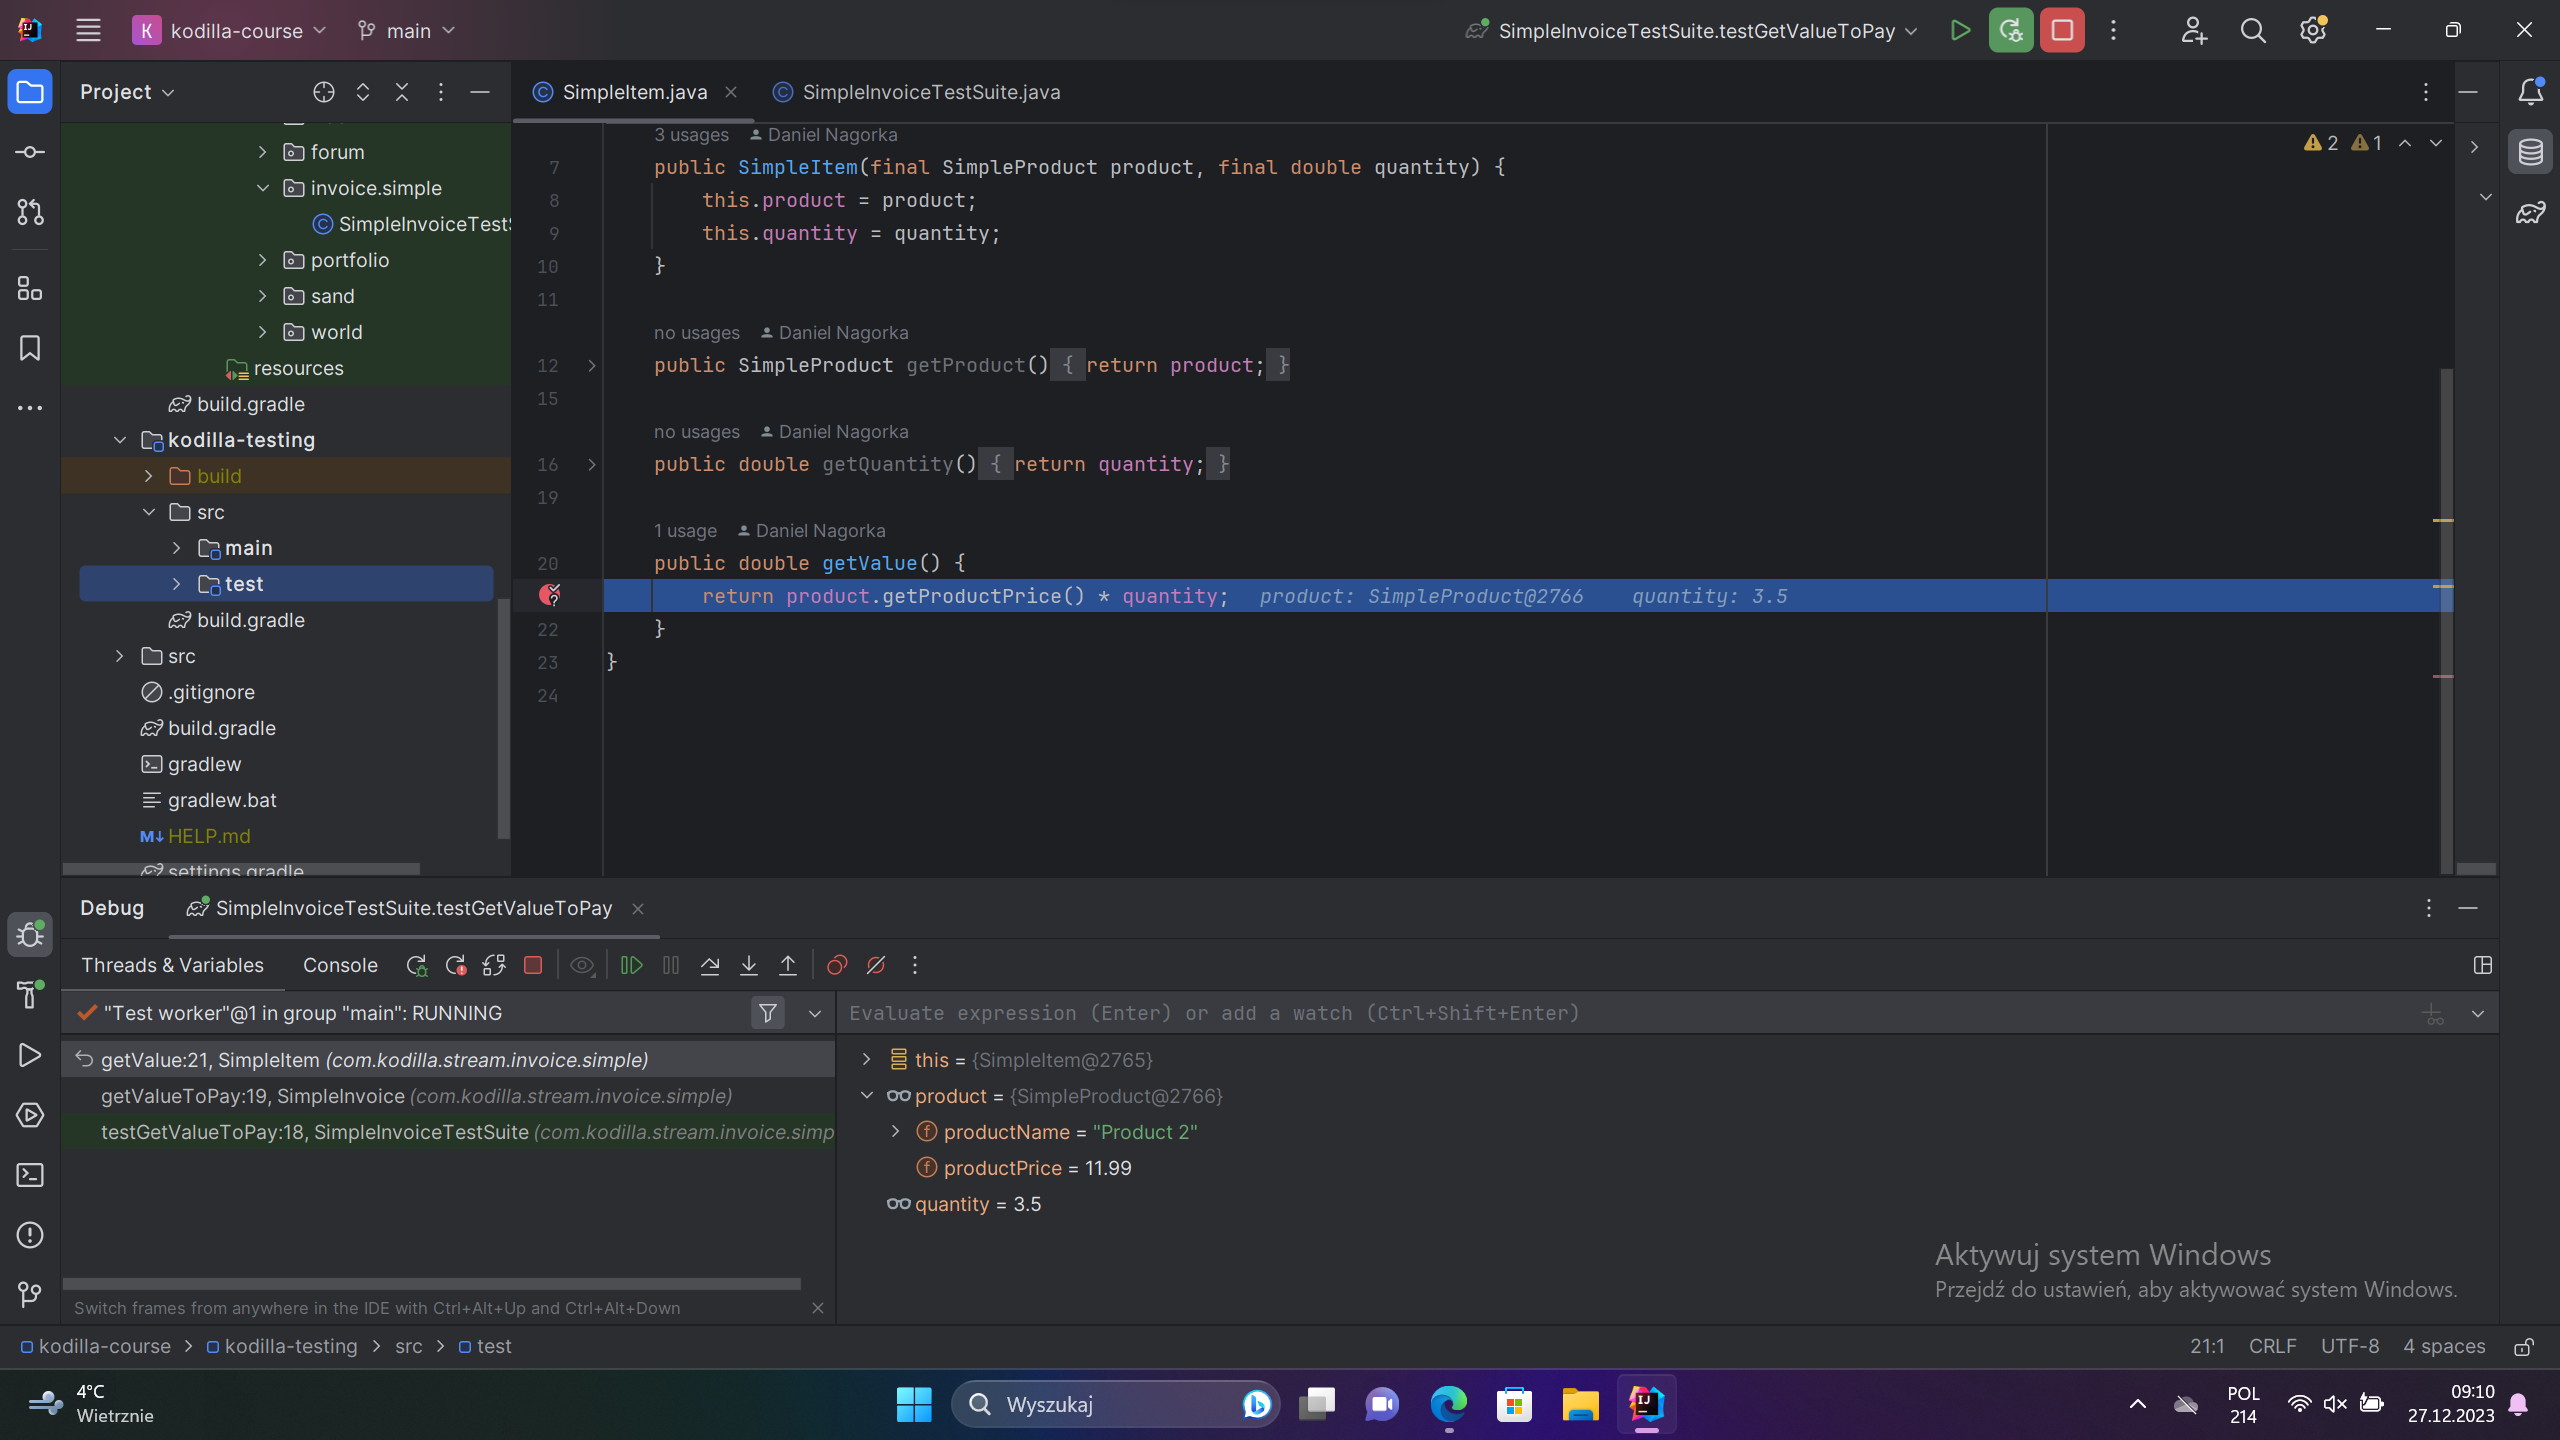 K kodilla-course main SimpleInvoiceTestSuite.testGetValueToPay
Project
SimpleItem.java SimpleInvoiceTestSuite.java
forum
invoice.simple
SimpleInvoiceTestS
portfolio
sand
world
resources
build.gradle
kodilla-testing
build
src
main
test
build.gradle
src
.gitignore
build.gradle
gradlew
gradlew.bat
M↓ HELP.md
settings.gradle
3 usages Daniel Nagorka
2 1
7 public SimpleItem(final SimpleProduct product, final double quantity) {
8 this.product = product;
9 this.quantity = quantity;
10 }
11
no usages Daniel Nagorka
12 public SimpleProduct getProduct() { return product; }
15
no usages Daniel Nagorka
16 public double getQuantity() { return quantity; }
19
1 usage Daniel Nagorka
20 public double getValue() {
return product.getProductPrice() * quantity; product: SimpleProduct@2766 quantity: 3.5
22 }
23 }
24
Debug SimpleInvoiceTestSuite.testGetValueToPay
Threads & Variables Console
"Test worker"@1 in group "main": RUNNING
getValue:21, SimpleItem (com.kodilla.stream.invoice.simple)
getValueToPay:19, SimpleInvoice (com.kodilla.stream.invoice.simple)
testGetValueToPay:18, SimpleInvoiceTestSuite (com.kodilla.stream.invoice.simp
Switch frames from anywhere in the IDE with Ctrl+Alt+Up and Ctrl+Alt+Down
Evaluate expression (Enter) or add a watch (Ctrl+Shift+Enter)
this = {SimpleItem@2765}
product = {SimpleProduct@2766}
productName = "Product 2"
productPrice = 11.99
quantity = 3.5
Aktywuj system Windows
Przejdź do ustawień, aby aktywować system Windows.
kodilla-course > kodilla-testing > src > test
21:1 CRLF UTF-8 4 spaces
4°C
Wietrznie
Wyszukaj
POL
214
09:10
27.12.2023